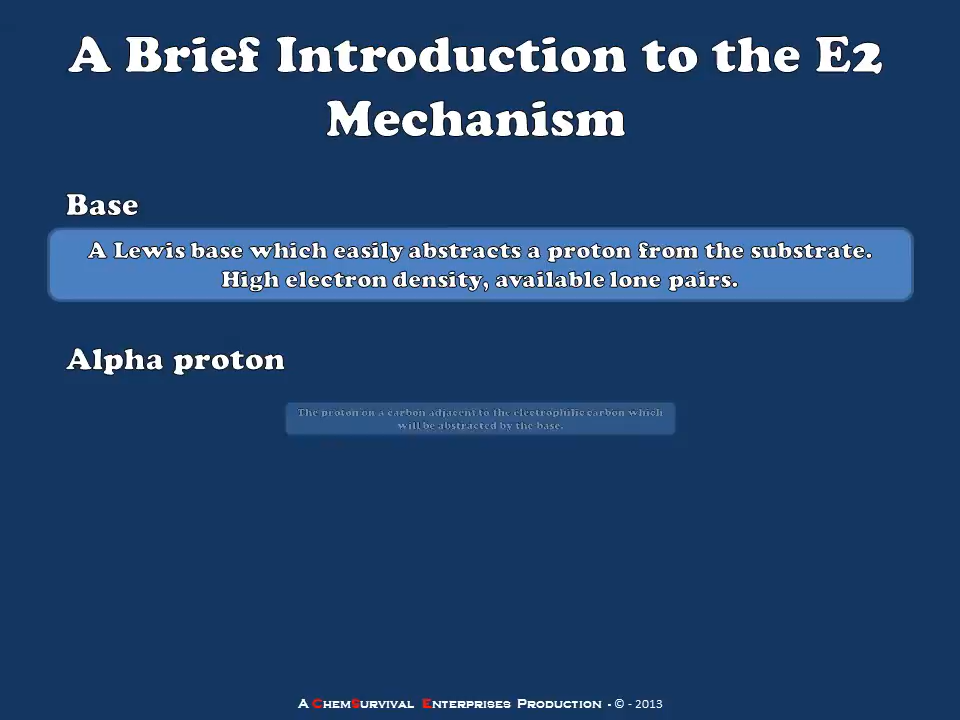 A Brief Introduction to the E2
Mechanism
Base
A Lewis base which easily abstracts a proton from the substrate.
High electron density, available lone pairs.
Alpha proton
The proton on a carbon adjacent to the electrophilic carbon which
will be abstracted by the base.
A ChemSurvival Enterprises Production - © - 2013